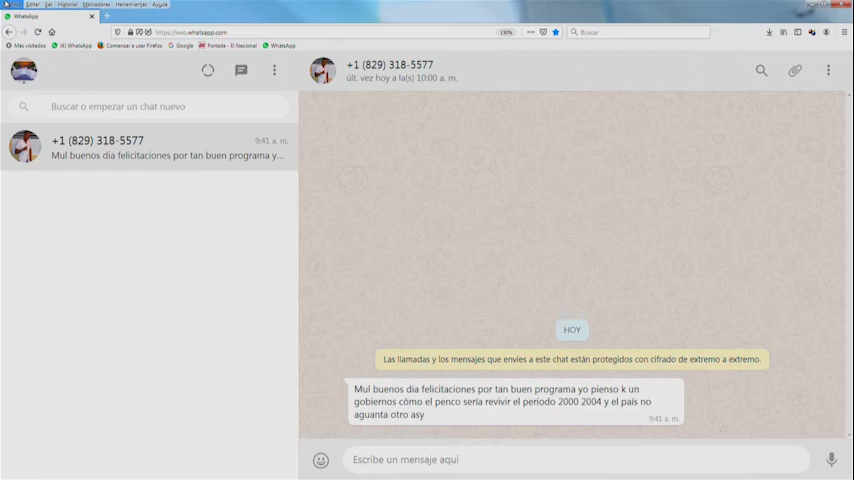 Editar Ver Historial Marcadores Herramientas Ayuda
WhatsApp
https://web.whatsapp.com
130%
Buscar
Más visitados
(6) WhatsApp
Comenzar a usar Firefox
Google
Portada - El Nacional
WhatsApp
+1 (829) 318-5577
últ. vez hoy a la(s) 10:00 a. m.
Buscar o empezar un chat nuevo
+1 (829) 318-5577
9:41 a. m.
Mul buenos dia felicitaciones por tan buen programa y...
HOY
Las llamadas y los mensajes que envíes a este chat están protegidos con cifrado de extremo a extremo.
Mul buenos dia felicitaciones por tan buen programa yo pienso k un
gobiernos cómo el penco sería revivir el periodo 2000 2004 y el país no
aguanta otro asy
9:41 a. m.
Escribe un mensaje aquí